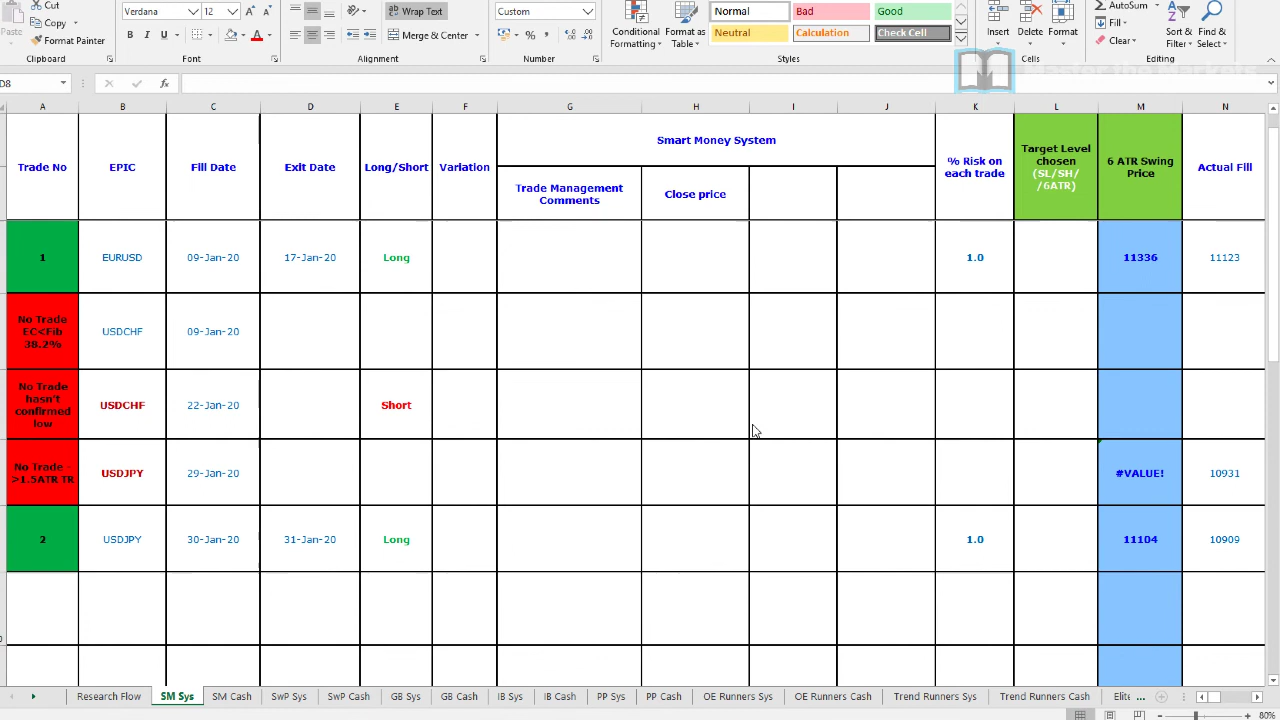 Cut
Copy
Paste
Format Painter
Clipboard
Verdana
12
B I U
Font
Wrap Text
Merge & Center
Alignment
Custom
%
Number
Conditional
Formatting
Format as
Table
Normal
Bad
Good
Neutral
Calculation
Check Cell
Styles
Insert
Delete
Format
Cells
AutoSum
Fill
Clear
Sort &
Filter
Find &
Select
Editing
Master the Markets
D8
fx
A B C D E F G H I J K L M N
Trade No
EPIC
Fill Date
Exit Date
Long/Short
Variation
Smart Money System
Trade Management
Comments
Close price
% Risk on
each trade
Target Level
chosen
(SL/SH/
/6ATR)
6 ATR Swing
Price
Actual Fill
1
EURUSD
09-Jan-20
17-Jan-20
Long
1.0
11336
11123
No Trade
EC<Fib
38.2%
USDCHF
09-Jan-20
No Trade
hasn't
confirmed
low
USDCHF
22-Jan-20
Short
No Trade -
>1.5ATR TR
USDJPY
29-Jan-20
#VALUE!
10931
2
USDJPY
30-Jan-20
31-Jan-20
Long
1.0
11104
10909
Research Flow
SM Sys
SM Cash
SwP Sys
SwP Cash
GB Sys
GB Cash
IB Sys
IB Cash
PP Sys
PP Cash
OE Runners Sys
OE Runners Cash
Trend Runners Sys
Trend Runners Cash
Elite ...
80%